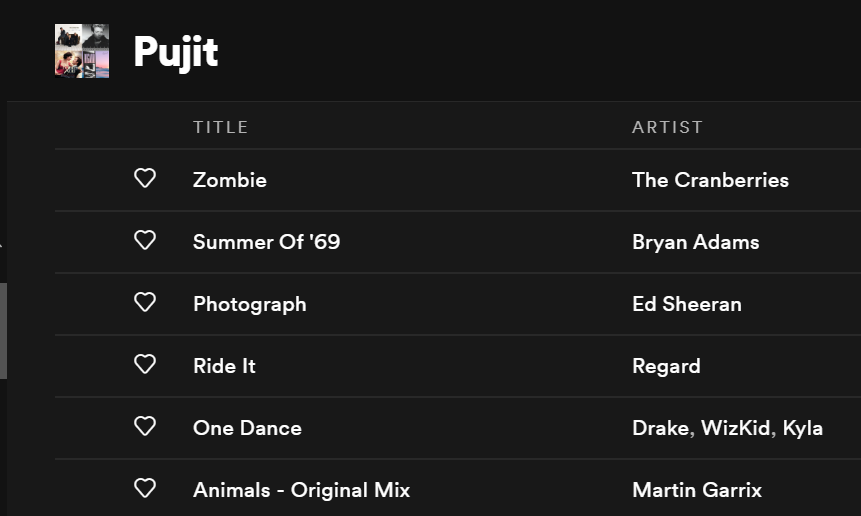 Pujit
TITLE ARTIST
Zombie The Cranberries
Summer Of '69 Bryan Adams
Photograph Ed Sheeran
Ride It Regard
One Dance Drake, WizKid, Kyla
Animals - Original Mix Martin Garrix